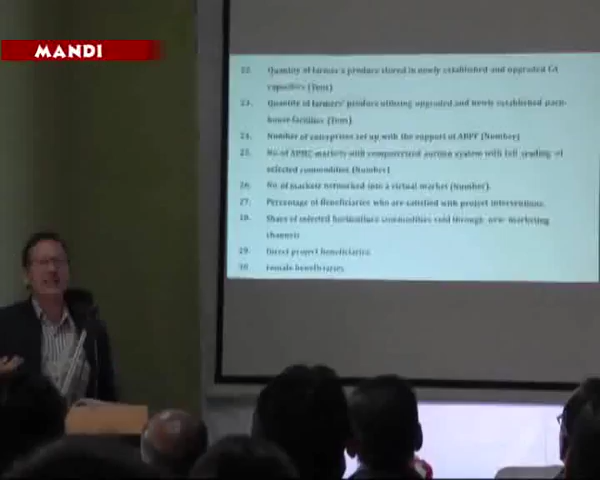 MANDI
22. Quantity of farmer's produce stored in newly established and upgraded CA
capacities (Tons)
23. Quantity of farmers' produce utilizing upgraded and newly established pack-
house facilities (Tons)
24. Number of enterprises set up with the support of ABPF (Number)
25. No of APMC markets with computerized auction system with full trading of
selected commodities (Number)
26. No of markets networked into a virtual market (Number)
27. Percentage of Beneficiaries who are satisfied with project interventions.
28. Share of selected horticulture commodities sold through new marketing
channels
29. Direct project beneficiaries
30. Female beneficiaries